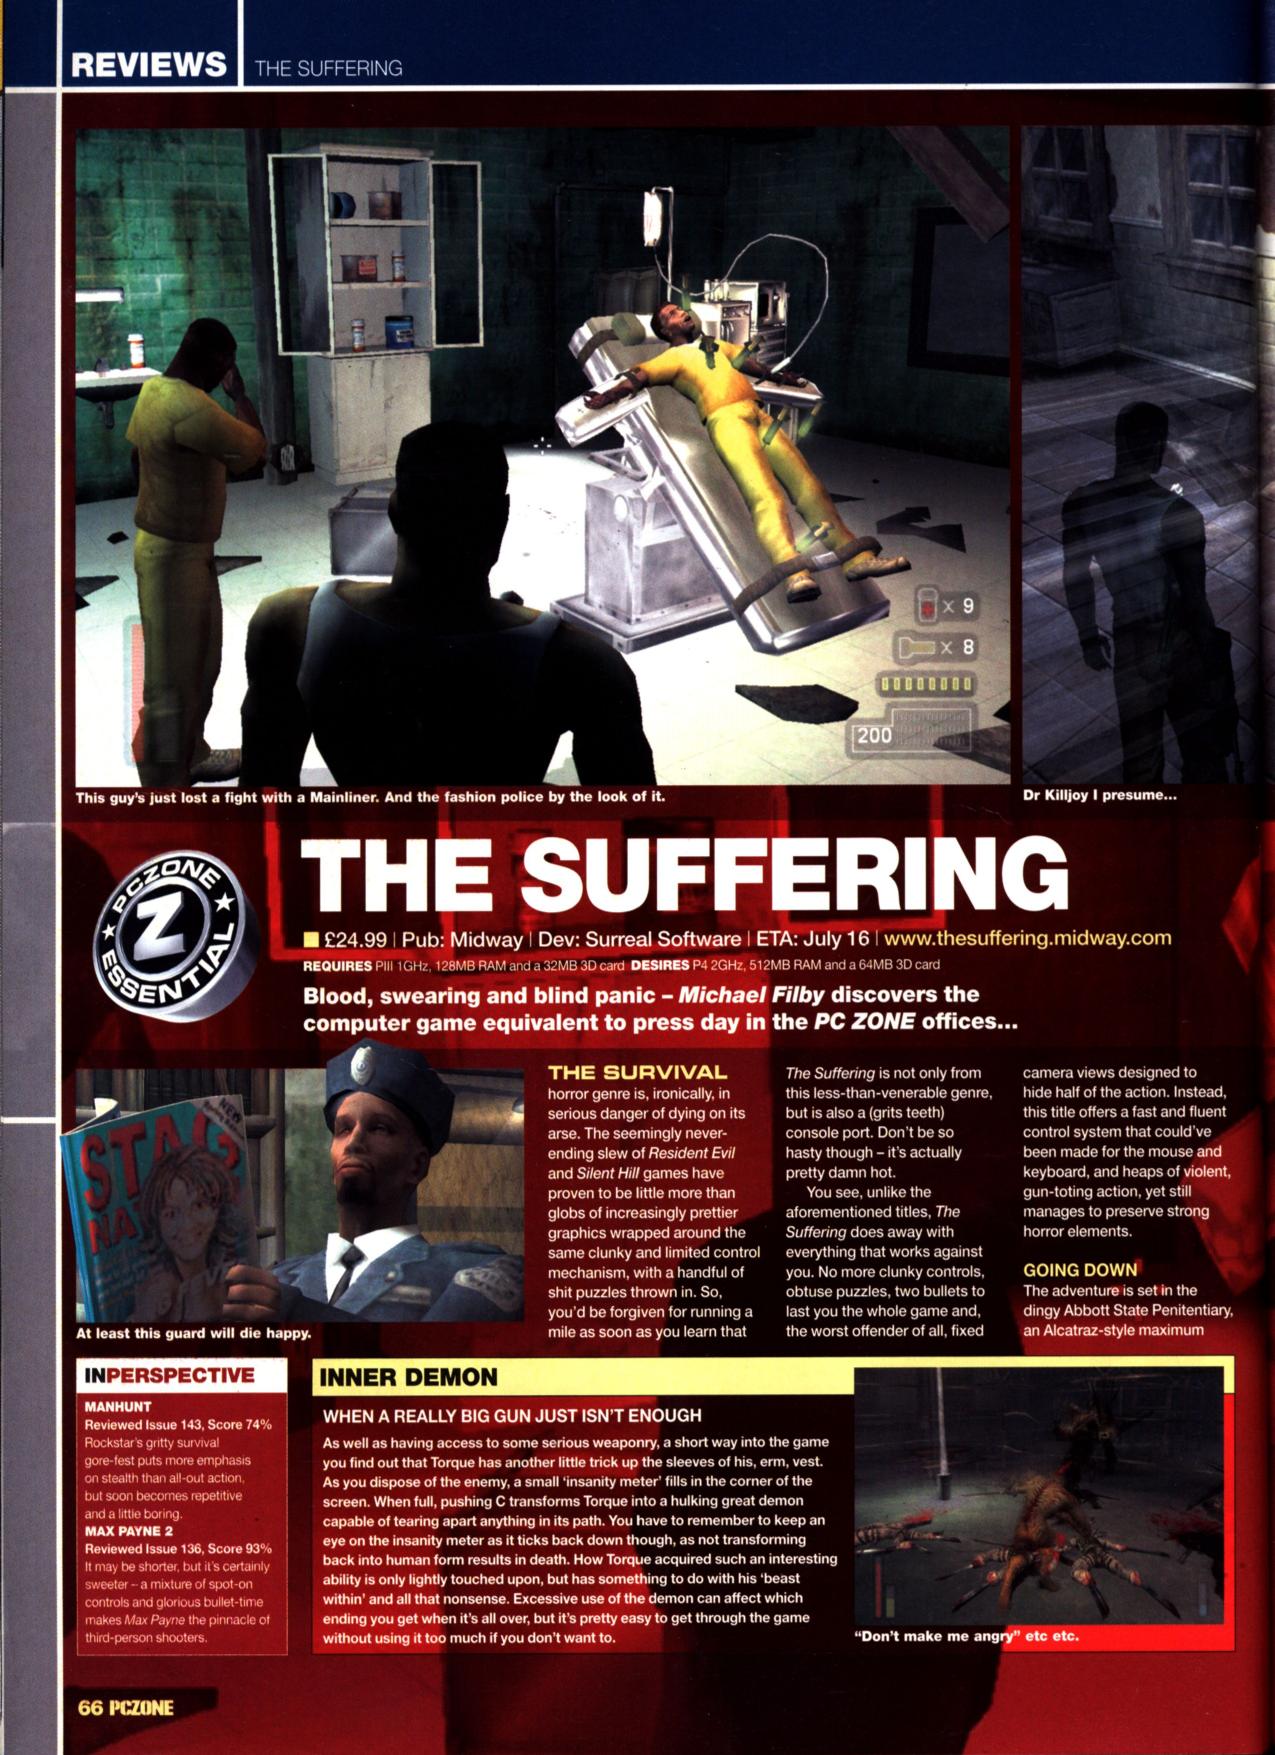 REVIEWS
THE SUFFERING
x 9
x 8
200
This guy's just lost a fight with a Mainliner. And the fashion police by the look of it.
Dr Killjoy I presume...
PCZONE
Z
ESSENTIAL
THE SUFFERING
£24.99 | Pub: Midway | Dev: Surreal Software | ETA: July 16 | www.thesuffering.midway.com
REQUIRES PIII 1GHz, 128MB RAM and a 32MB 3D card DESIRES P4 2GHz, 512MB RAM and a 64MB 3D card
Blood, swearing and blind panic – Michael Filby discovers the
computer game equivalent to press day in the PC ZONE offices...
STAG
NA
At least this guard will die happy.
THE SURVIVAL
horror genre is, ironically, in
serious danger of dying on its
arse. The seemingly never-
ending slew of Resident Evil
and Silent Hill games have
proven to be little more than
globs of increasingly prettier
graphics wrapped around the
same clunky and limited control
mechanism, with a handful of
shit puzzles thrown in. So,
you'd be forgiven for running a
mile as soon as you learn that
The Suffering is not only from
this less-than-venerable genre,
but is also a (grits teeth)
console port. Don't be so
hasty though – it's actually
pretty damn hot.
You see, unlike the
aforementioned titles, The
Suffering does away with
everything that works against
you. No more clunky controls,
obtuse puzzles, two bullets to
last you the whole game and,
the worst offender of all, fixed
camera views designed to
hide half of the action. Instead,
this title offers a fast and fluent
control system that could've
been made for the mouse and
keyboard, and heaps of violent,
gun-toting action, yet still
manages to preserve strong
horror elements.
GOING DOWN
The adventure is set in the
dingy Abbott State Penitentiary,
an Alcatraz-style maximum
INPERSPECTIVE
MANHUNT
Reviewed Issue 143, Score 74%
Rockstar's gritty survival
gore-fest puts more emphasis
on stealth than all-out action,
but soon becomes repetitive
and a little boring.
MAX PAYNE 2
Reviewed Issue 136, Score 93%
It may be shorter, but it's certainly
sweeter – a mixture of spot-on
controls and glorious bullet-time
makes Max Payne the pinnacle of
third-person shooters.
INNER DEMON
WHEN A REALLY BIG GUN JUST ISN'T ENOUGH
As well as having access to some serious weaponry, a short way into the game
you find out that Torque has another little trick up the sleeves of his, erm, vest.
As you dispose of the enemy, a small 'insanity meter' fills in the corner of the
screen. When full, pushing C transforms Torque into a hulking great demon
capable of tearing apart anything in its path. You have to remember to keep an
eye on the insanity meter as it ticks back down though, as not transforming
back into human form results in death. How Torque acquired such an interesting
ability is only lightly touched upon, but has something to do with his 'beast
within' and all that nonsense. Excessive use of the demon can affect which
ending you get when it's all over, but it's pretty easy to get through the game
without using it too much if you don't want to.
"Don't make me angry" etc etc.
66 PCZONE